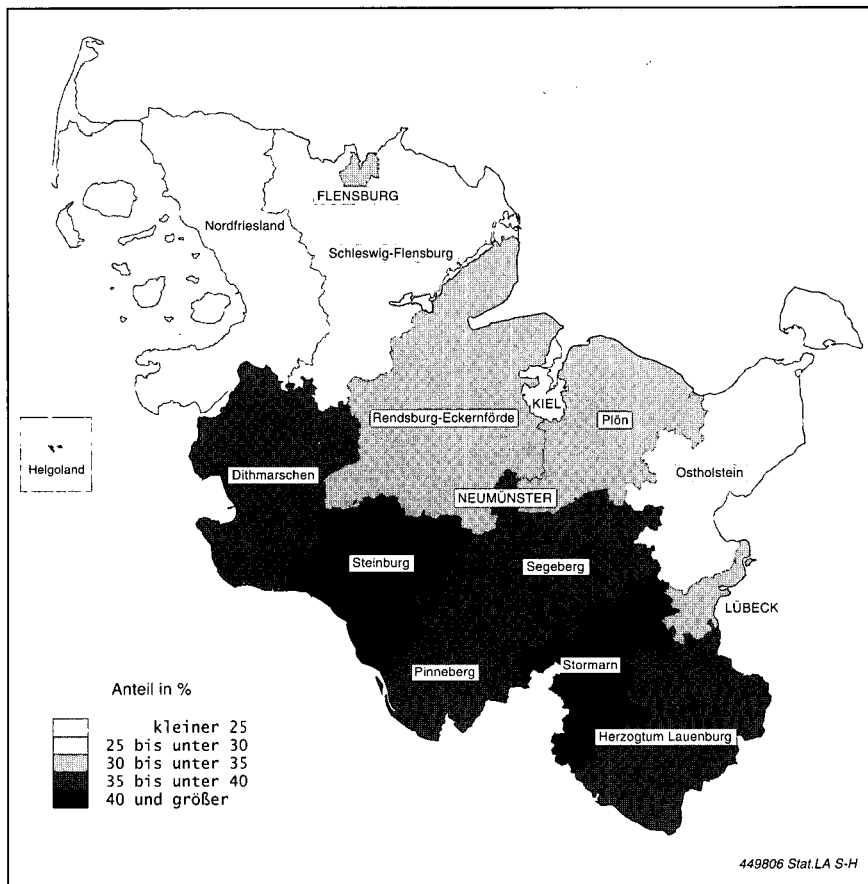 FLENSBURG
Nordfriesland
Schleswig-Flensburg
KIEL
Rendsburg-Eckernförde
Plön
Helgoland
Dithmarschen
Ostholstein
NEUMÜNSTER
Steinburg
Segeberg
LÜBECK
Pinneberg
Stormarn
Herzogtum Lauenburg
Anteil in %
kleiner 25
25 bis unter 30
30 bis unter 35
35 bis unter 40
40 und größer
449806 Stat.LA S-H